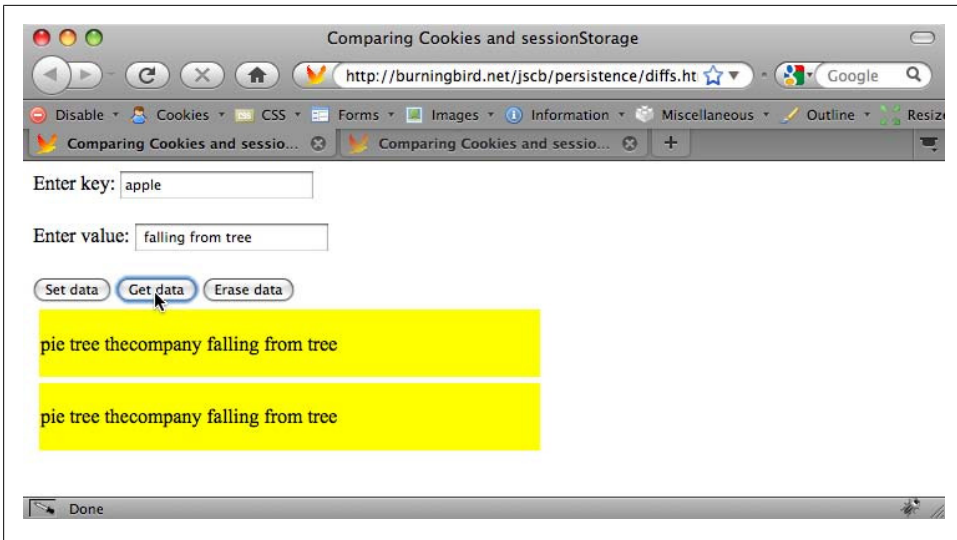 Comparing Cookies and sessionStorage
http://burningbird.net/jscb/persistence/diffs.ht
Google
Disable Cookies CSS Forms Images Information Miscellaneous Outline Resiz
Comparing Cookies and sessio... Comparing Cookies and sessio... +
Enter key: apple
Enter value: falling from tree
Set data Get data Erase data
pie tree thecompany falling from tree
pie tree thecompany falling from tree
Done